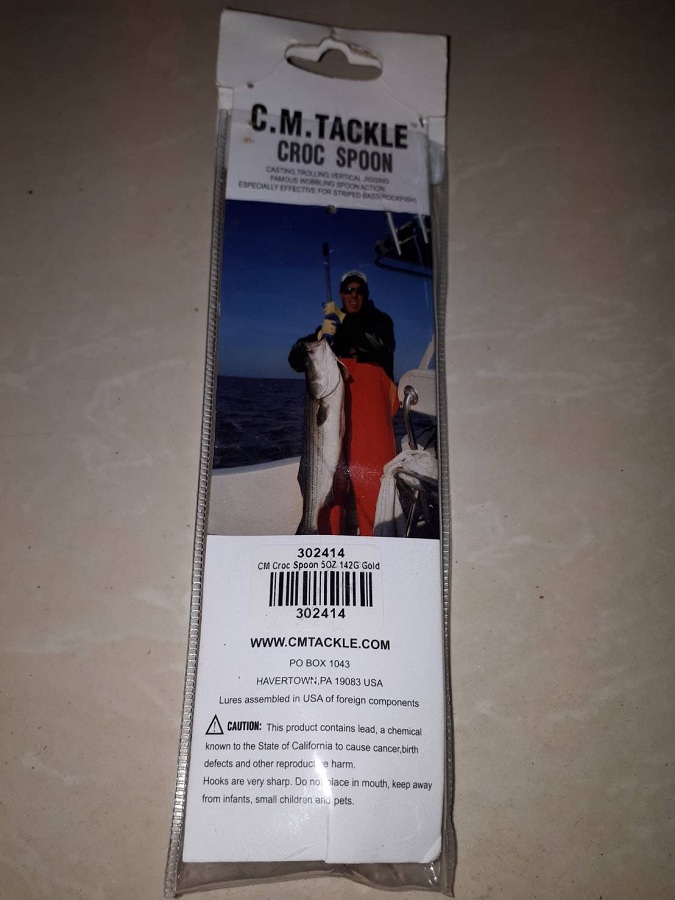 C.M.TACKLE™
CROC SPOON
CASTING,TROLLING,VERTICAL JIGGING
FAMOUS WOBBLING SPOON ACTION
ESPECIALLY EFFECTIVE FOR STRIPED BASS(ROCKFISH)
302414
CM Croc Spoon 5OZ 142G Gold
302414
WWW.CMTACKLE.COM
PO BOX 1043
HAVERTOWN,PA 19083 USA
Lures assembled in USA of foreign components
CAUTION: This product contains lead, a chemical
known to the State of California to cause cancer,birth
defects and other reproductive harm.
Hooks are very sharp. Do not place in mouth, keep away
from infants, small children and pets.